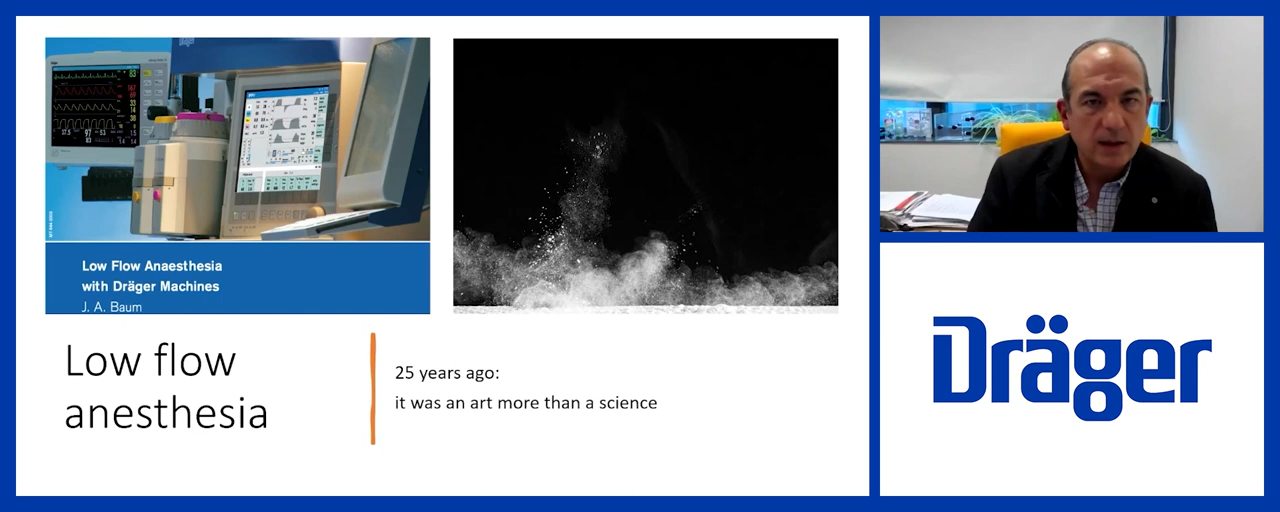 Low Flow Anaesthesia
with Dräger Machines
J. A. Baum
Low flow
anesthesia
25 years ago:
it was an art more than a science
Dräger